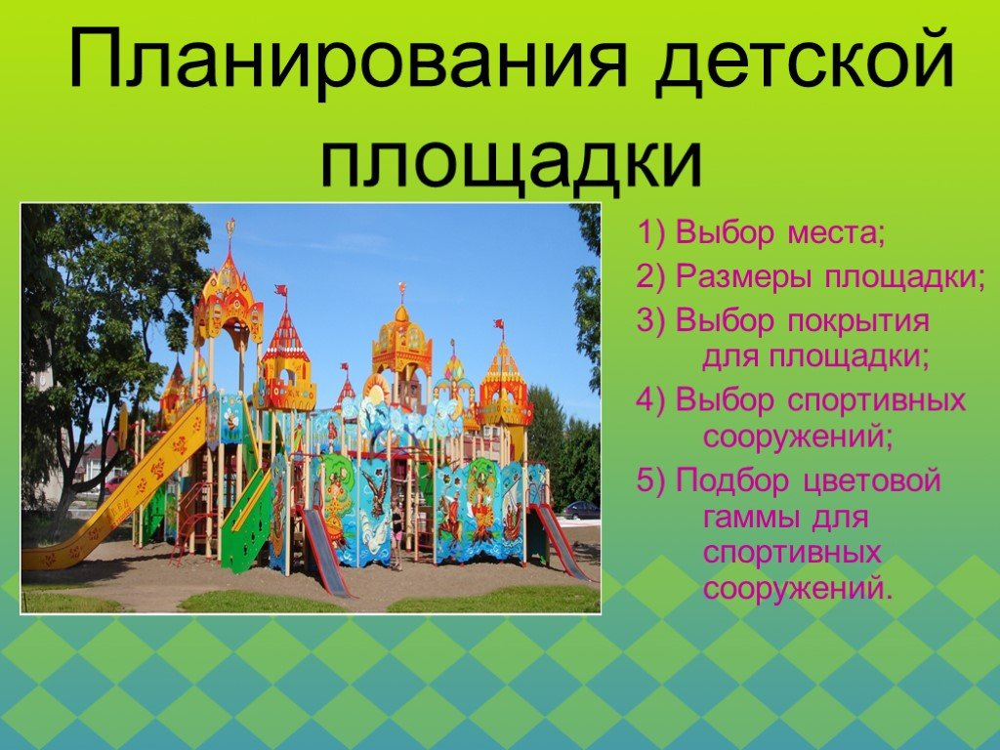 Планирования детской
площадки
1) Выбор места;
2) Размеры площадки;
3) Выбор покрытия
для площадки;
4) Выбор спортивных
сооружений;
5) Подбор цветовой
гаммы для
спортивных
сооружений.